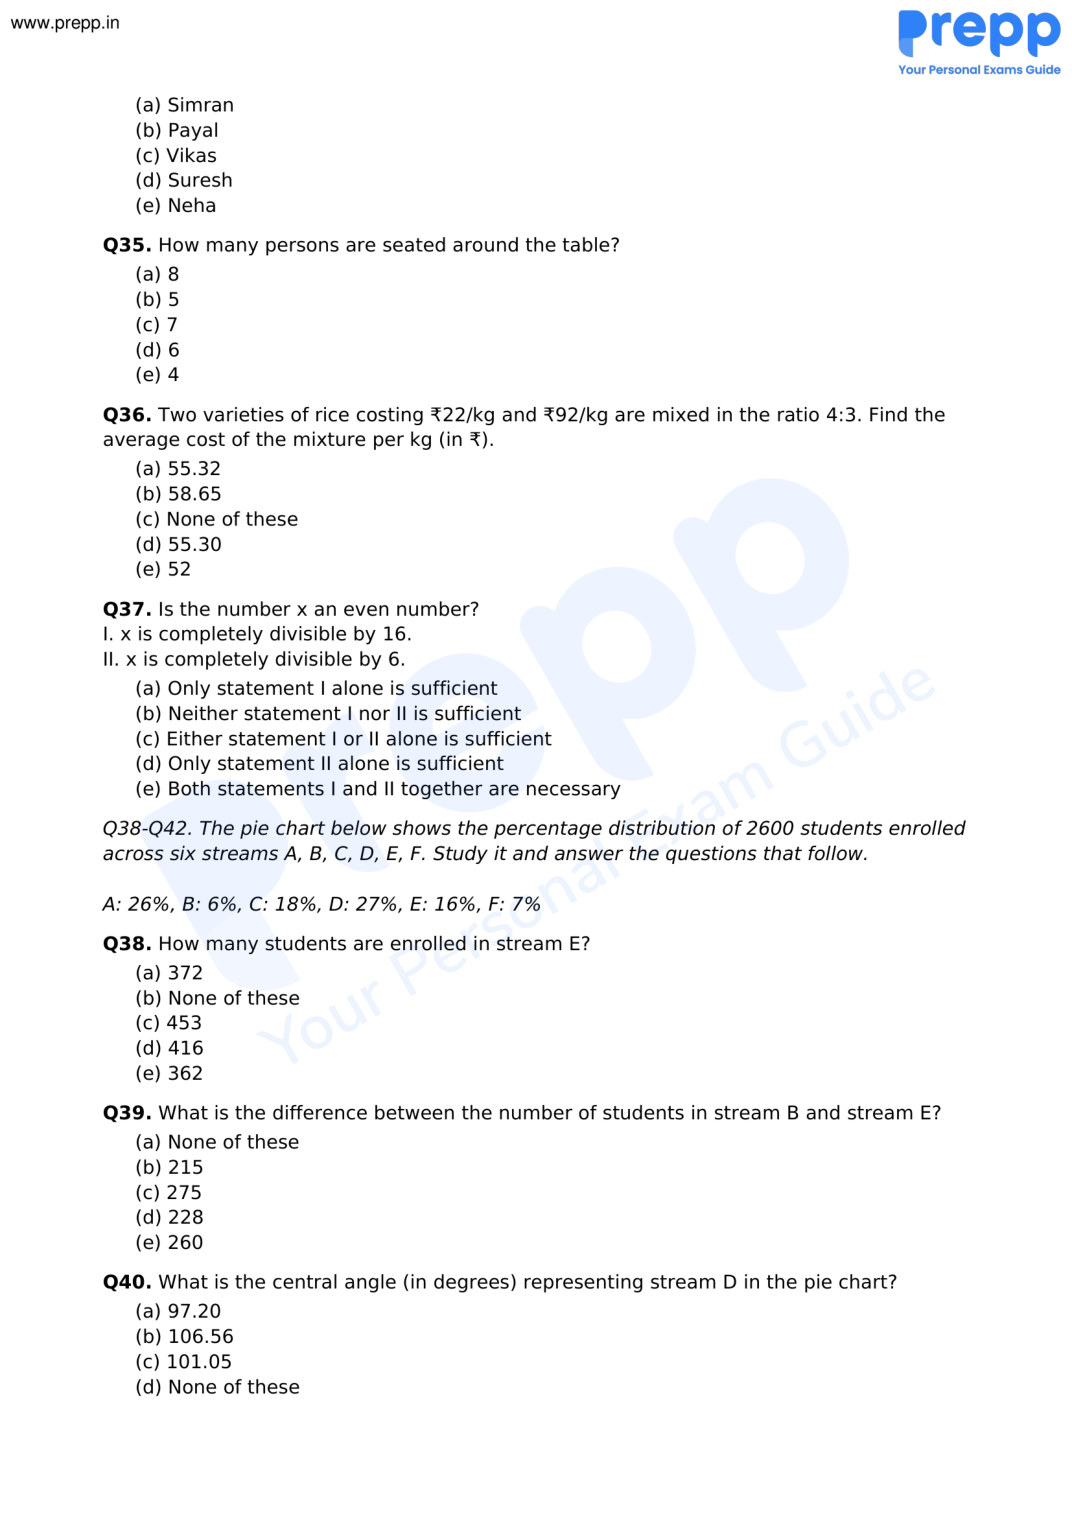 www.prepp.in
Prepp
Your Personal Exams Guide
(a) Simran
(b) Payal
(c) Vikas
(d) Suresh
(e) Neha
Q35. How many persons are seated around the table?
(a) 8
(b) 5
(c) 7
(d) 6
(e) 4
Q36. Two varieties of rice costing ₹22/kg and ₹92/kg are mixed in the ratio 4:3. Find the
average cost of the mixture per kg (in ₹).
(a) 55.32
(b) 58.65
(c) None of these
(d) 55.30
(e) 52
Q37. Is the number x an even number?
I. x is completely divisible by 16.
II. x is completely divisible by 6.
(a) Only statement I alone is sufficient
(b) Neither statement I nor II is sufficient
(c) Either statement I or II alone is sufficient
(d) Only statement II alone is sufficient
(e) Both statements I and II together are necessary
Q38-Q42. The pie chart below shows the percentage distribution of 2600 students enrolled
across six streams A, B, C, D, E, F. Study it and answer the questions that follow.
A: 26%, B: 6%, C: 18%, D: 27%, E: 16%, F: 7%
Q38. How many students are enrolled in stream E?
(a) 372
(b) None of these
(c) 453
(d) 416
(e) 362
Q39. What is the difference between the number of students in stream B and stream E?
(a) None of these
(b) 215
(c) 275
(d) 228
(e) 260
Q40. What is the central angle (in degrees) representing stream D in the pie chart?
(a) 97.20
(b) 106.56
(c) 101.05
(d) None of these
Prepp
Your Personal Exam Guide